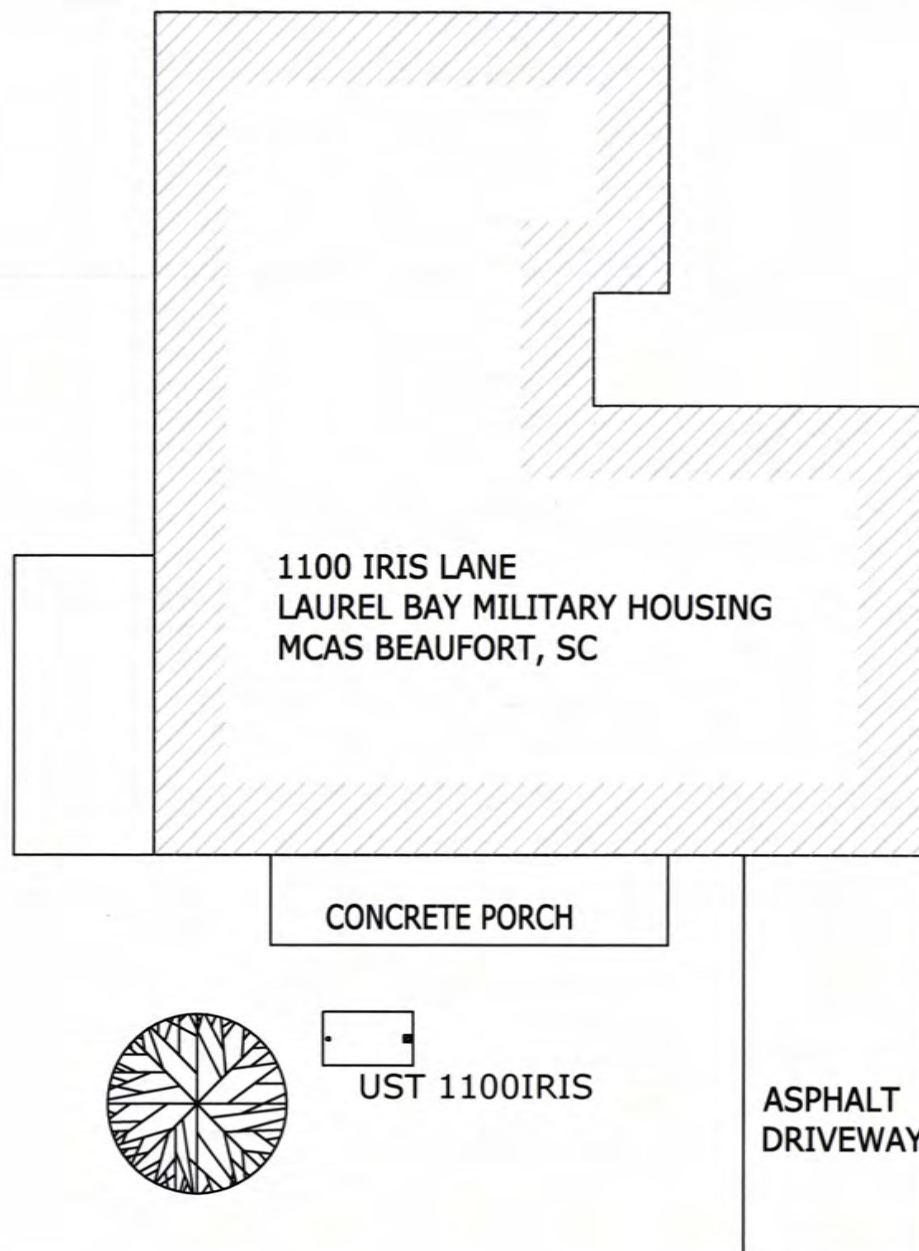 1100 IRIS LANE
LAUREL BAY MILITARY HOUSING
MCAS BEAUFORT, SC
CONCRETE PORCH
UST 1100IRIS
ASPHALT
DRIVEWAY